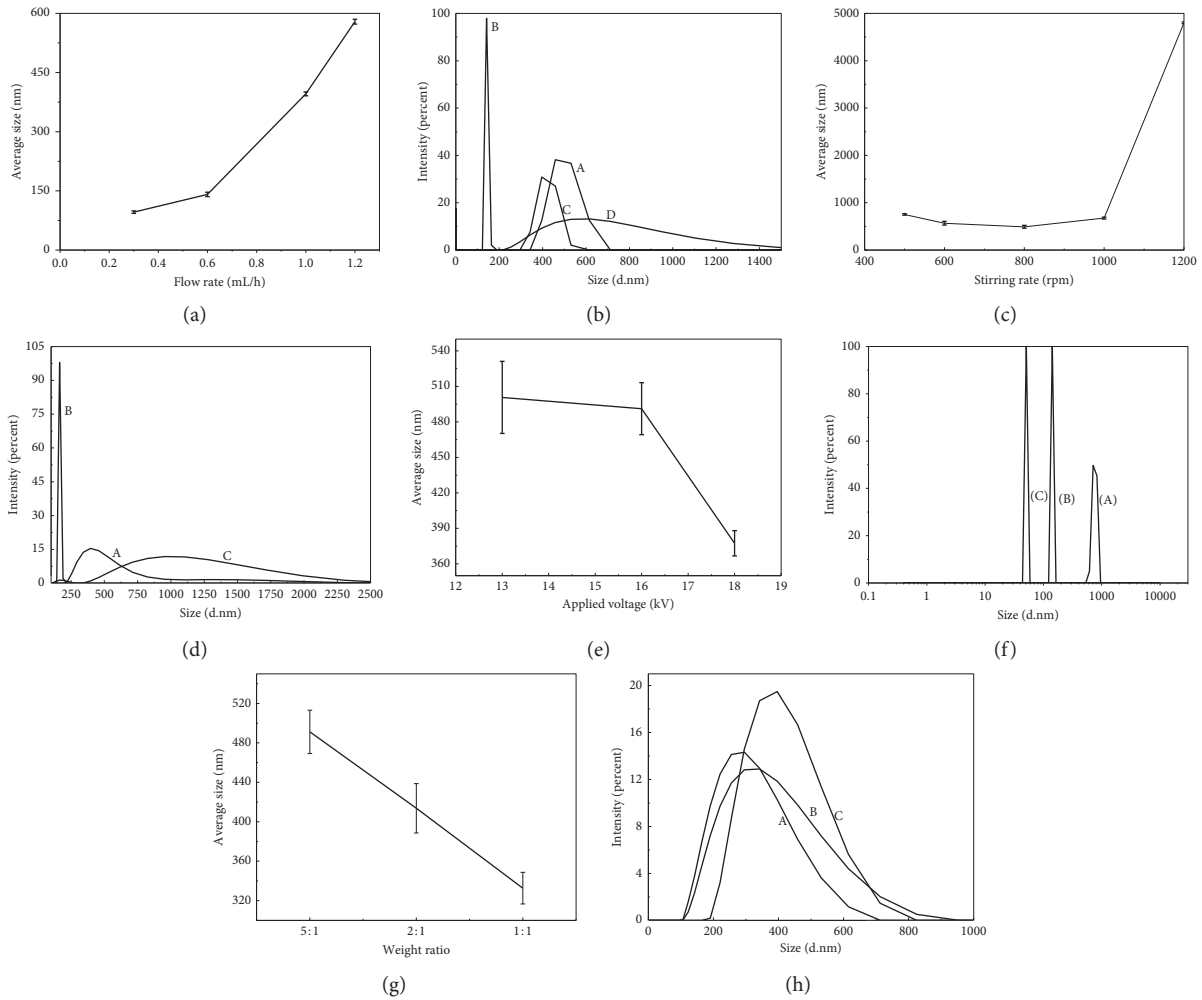 600
450
300
150
0
Average size (nm)
0.0 0.2 0.4 0.6 0.8 1.0 1.2
Flow rate (mL/h)
(a)
100
80
60
40
20
0
Intensity (percent)
B
A
C
D
0 200 400 600 800 1000 1200 1400
Size (d.nm)
(b)
5000
4000
3000
2000
1000
0
Average size (nm)
400 600 800 1000 1200
Stirring rate (rpm)
(c)
105
90
75
60
45
30
15
0
Intensity (percent)
B
A
C
250 500 750 1000 1250 1500 1750 2000 2250 2500
Size (d.nm)
(d)
540
510
480
450
420
390
360
Average size (nm)
12 13 14 15 16 17 18 19
Applied voltage (kV)
(e)
100
80
60
40
20
0
Intensity (percent)
(C) (B) (A)
0.1 1 10 100 1000 10000
Size (d.nm)
(f)
520
480
440
400
360
320
Average size (nm)
5:1 2:1 1:1
Weight ratio
(g)
20
16
12
8
4
0
Intensity (percent)
A
B
C
0 200 400 600 800 1000
Size (d.nm)
(h)